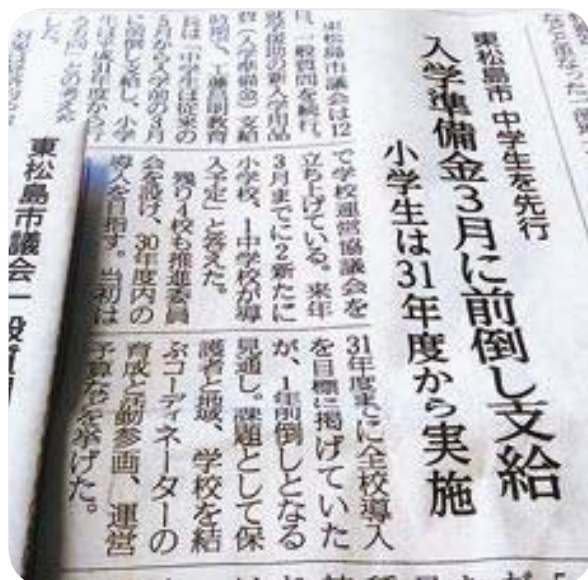 東松島市 中学生を先行
入学準備金3月に前倒し支給
小学生は31年度から実施
東松島市議会は12
日、一般質問を続行。
就学援助の新入学用品
費(入学準備金)支給
時期で、工藤昌明教育
長は「中学生は従来の
5月から入学前の3月
に前倒し支給し、小学
生は平成31年度から行
で学校運営協議会を
立ち上げている。来年
3月までに2新たに
小学校、1中学校が導
入予定」と答えた。
残り4校も推進委員
会を設け、30年度内の
導入を目指す。当初は
31年度までに全校導入
を目標に掲げていた
が、1年前倒しとなる
見通し。課題として保
護者と地域、学校を結
ぶコーディネーターの
育成と活動参画、運営
予算などを挙げた。
東松島市議会一般質問